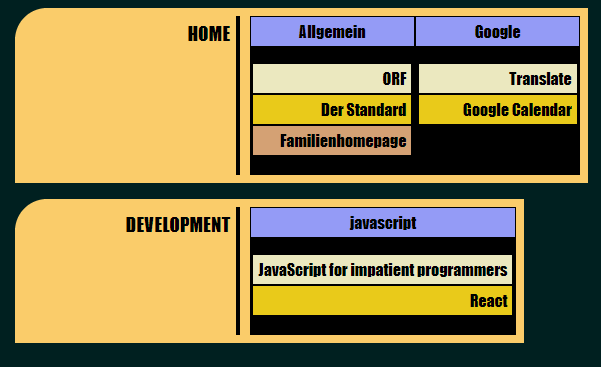 HOME
Allgemein
Google
ORF
Translate
Der Standard
Google Calendar
Familienhomepage
DEVELOPMENT
javascript
JavaScript for impatient programmers
React